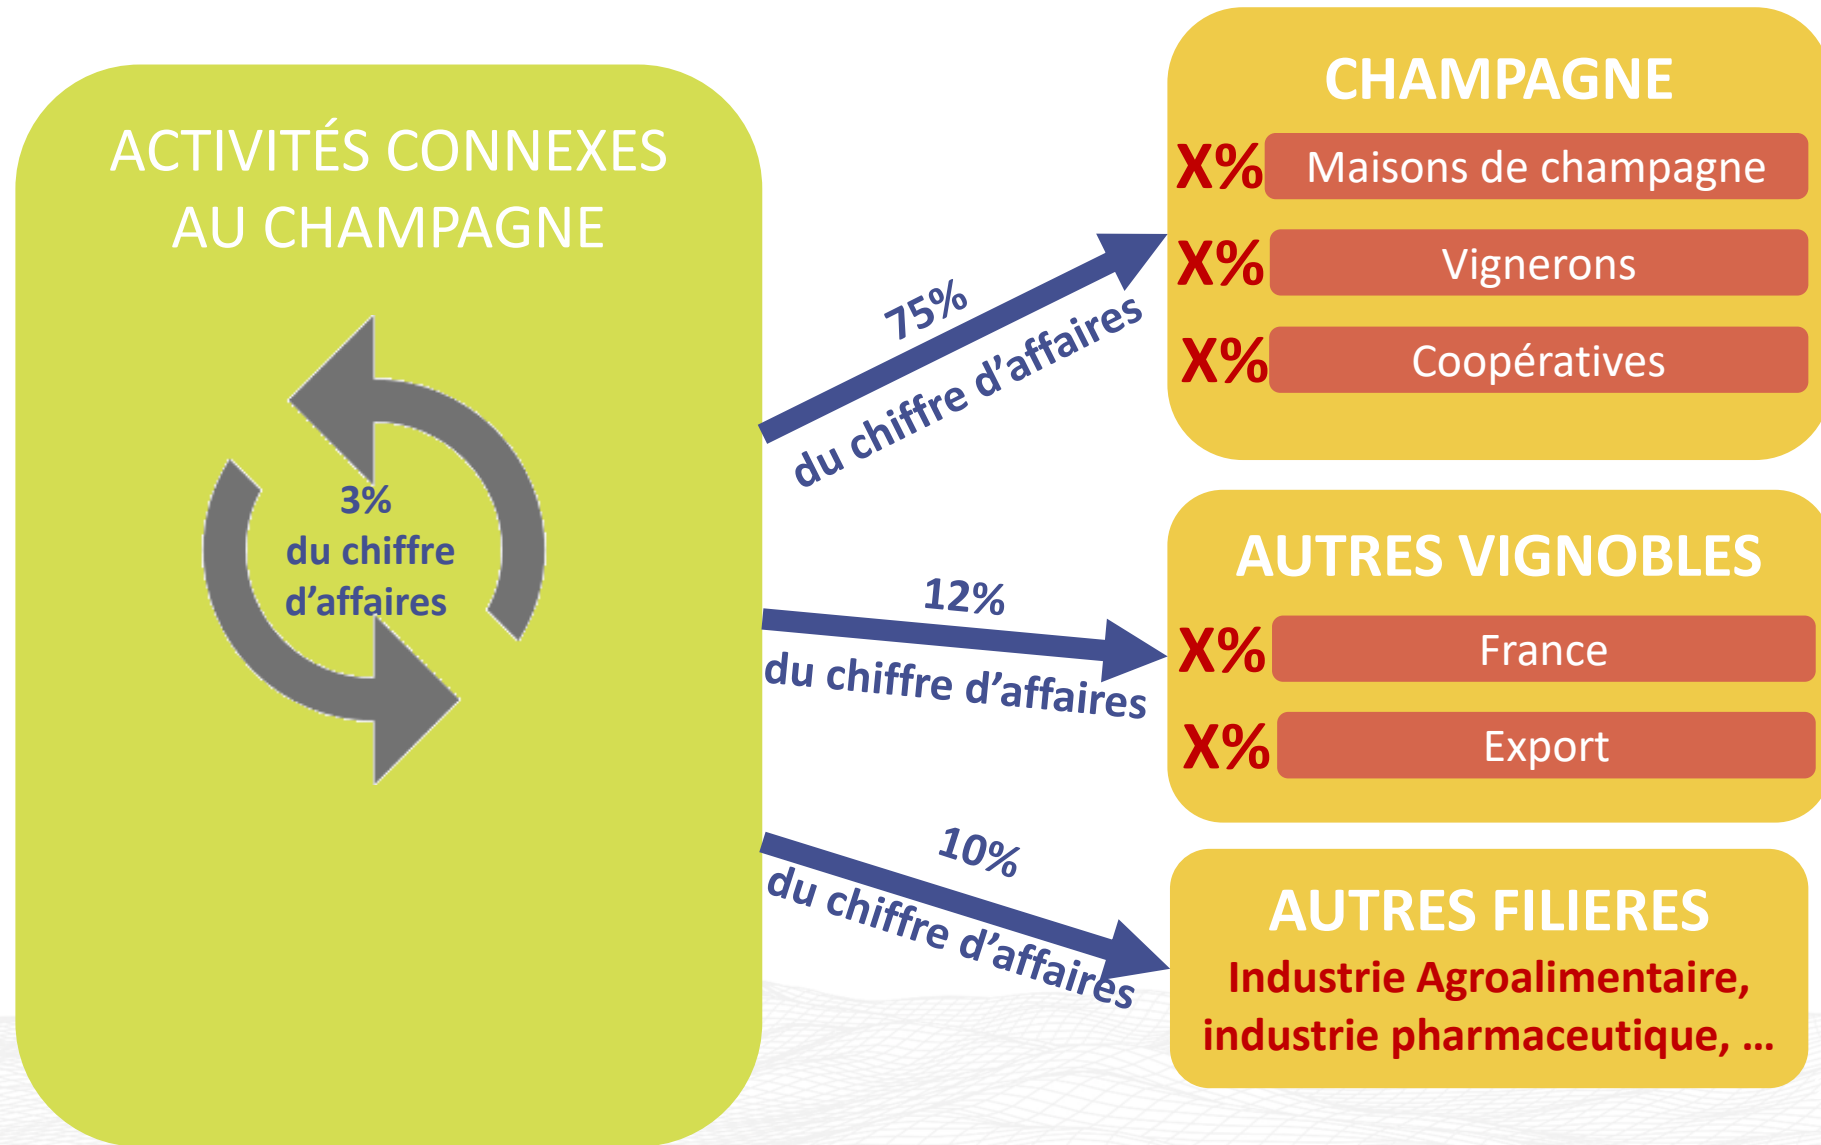 ACTIVITÉS CONNEXES
AU CHAMPAGNE
3%
du chiffre
d’affaires
75%
du chiffre d’affaires
12%
du chiffre d’affaires
10%
du chiffre d’affaires
CHAMPAGNE
X% Maisons de champagne
X% Vignerons
X% Coopératives
AUTRES VIGNOBLES
X% France
X% Export
AUTRES FILIERES
Industrie Agroalimentaire,
industrie pharmaceutique, ...